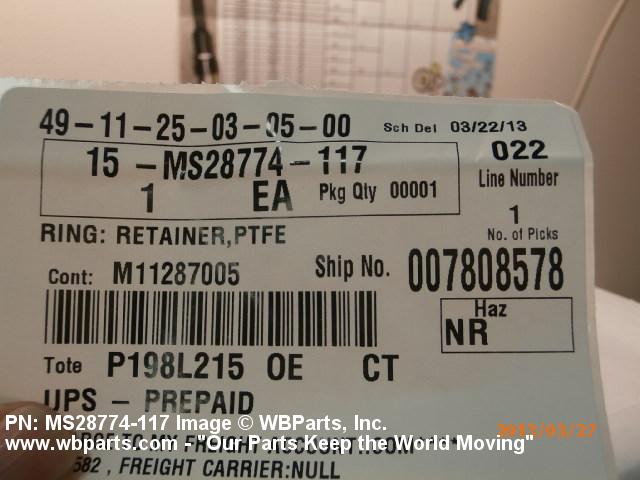 49-11-25-03-05-00 Sch Del 03/22/13
15 -MS28774-117 022
1 EA Pkg Qty 00001 Line Number
1
RING: RETAINER,PTFE No. of Picks
Cont: M11287005 Ship No. 007808578
Haz
NR
Tote P198L215 OE CT
UPS - PREPAID
PN: MS28774-117 Image © WBParts, Inc.
2013/03/27
www.wbparts.com - "Our Parts Keep the World Moving"
582 , FREIGHT CARRIER:NULL